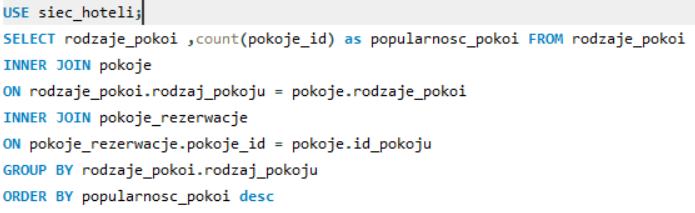 USE siec_hoteli;
SELECT rodzaje_pokoi ,count(pokoje_id) as popularnosc_pokoi FROM rodzaje_pokoi
INNER JOIN pokoje
ON rodzaje_pokoi.rodzaj_pokoju = pokoje.rodzaje_pokoi
INNER JOIN pokoje_rezerwacje
ON pokoje_rezerwacje.pokoje_id = pokoje.id_pokoju
GROUP BY rodzaje_pokoi.rodzaj_pokoju
ORDER BY popularnosc_pokoi desc